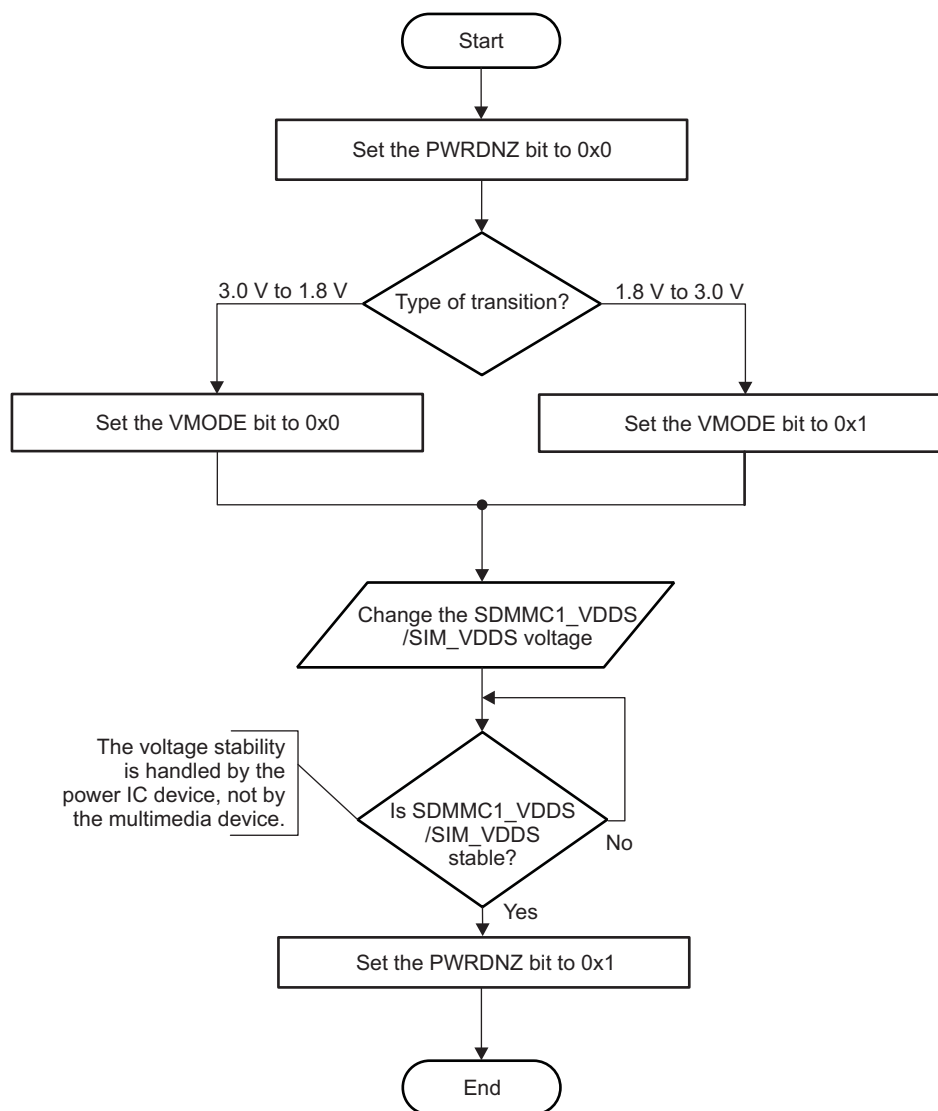 Start
Set the PWRDNZ bit to 0x0
Type of transition?
3.0 V to 1.8 V
1.8 V to 3.0 V
Set the VMODE bit to 0x0
Set the VMODE bit to 0x1
Change the SDMMC1_VDDS
/SIM_VDDS voltage
The voltage stability
is handled by the
power IC device, not by
the multimedia device.
Is SDMMC1_VDDS
/SIM_VDDS
stable?
No
Yes
Set the PWRDNZ bit to 0x1
End